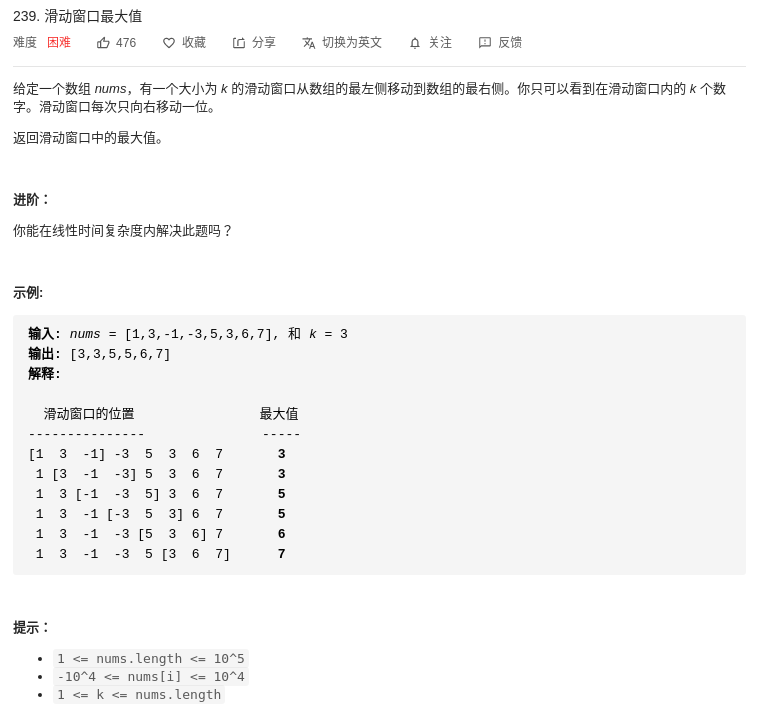 239. 滑动窗口最大值
难度 困难 476 收藏 分享 切换为英文 关注 反馈
给定一个数组 nums，有一个大小为 k 的滑动窗口从数组的最左侧移动到数组的最右侧。你只可以看到在滑动窗口内的 k 个数
字。滑动窗口每次只向右移动一位。
返回滑动窗口中的最大值。
进阶：
你能在线性时间复杂度内解决此题吗？
示例:
输入: nums = [1,3,-1,-3,5,3,6,7], 和 k = 3
输出: [3,3,5,5,6,7]
解释:
滑动窗口的位置 最大值
--------------- -----
[1 3 -1] -3 5 3 6 7 3
1 [3 -1 -3] 5 3 6 7 3
1 3 [-1 -3 5] 3 6 7 5
1 3 -1 [-3 5 3] 6 7 5
1 3 -1 -3 [5 3 6] 7 6
1 3 -1 -3 5 [3 6 7] 7
提示：
• 1 <= nums.length <= 10^5
• -10^4 <= nums[i] <= 10^4
• 1 <= k <= nums.length